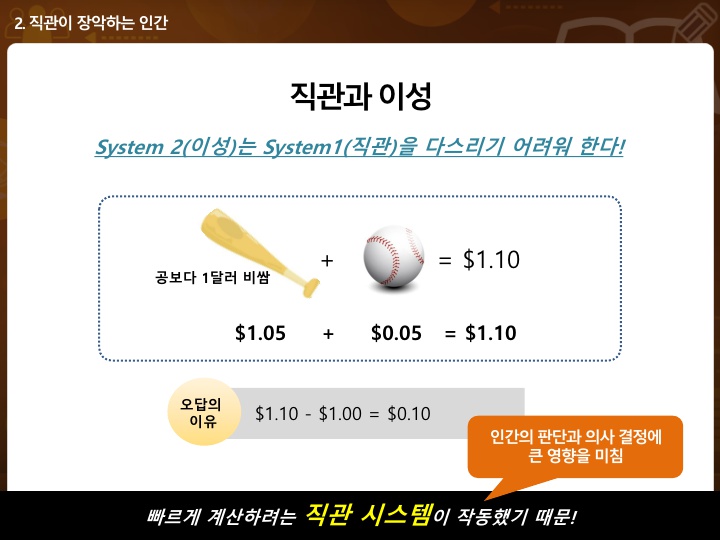 2. 직관이 장악하는 인간
직관과 이성
System 2(이성)는 System1(직관)을 다스리기 어려워 한다!
+ = $1.10
공보다 1달러 비쌈
$1.05 + $0.05 = $1.10
오답의
이유
$1.10 - $1.00 = $0.10
인간의 판단과 의사 결정에
큰 영향을 미침
빠르게 계산하려는 직관 시스템이 작동했기 때문!